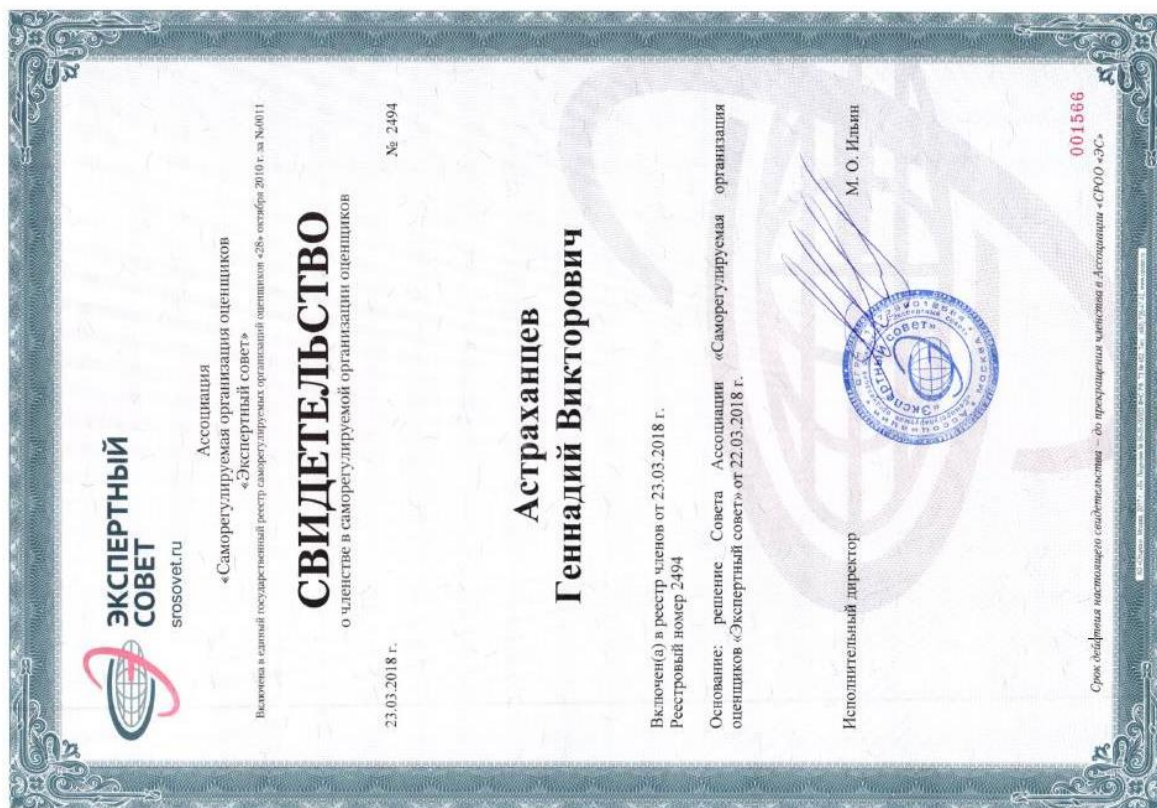 ЭКСПЕРТНЫЙ
СОВЕТ
srosovet.ru
Ассоциация
«Саморегулируемая организация оценщиков
«Экспертный совет»
Включена в единый государственный реестр саморегулируемых организаций оценщиков «28» октября 2010 г. за №0011
СВИДЕТЕЛЬСТВО
о членстве в саморегулируемой организации оценщиков
23.03.2018 г. № 2494
Астраханцев
Геннадий Викторович
Включен(а) в реестр членов от 23.03.2018 г.
Реестровый номер 2494
Основание: решение Совета Ассоциации «Саморегулируемая организация
оценщиков «Экспертный совет» от 22.03.2018 г.
Исполнительный директор М. О. Ильин
«Экспертный совет»
001566
Срок действия настоящего свидетельства – до прекращения членства в Ассоциации «СРОО «ЭС»